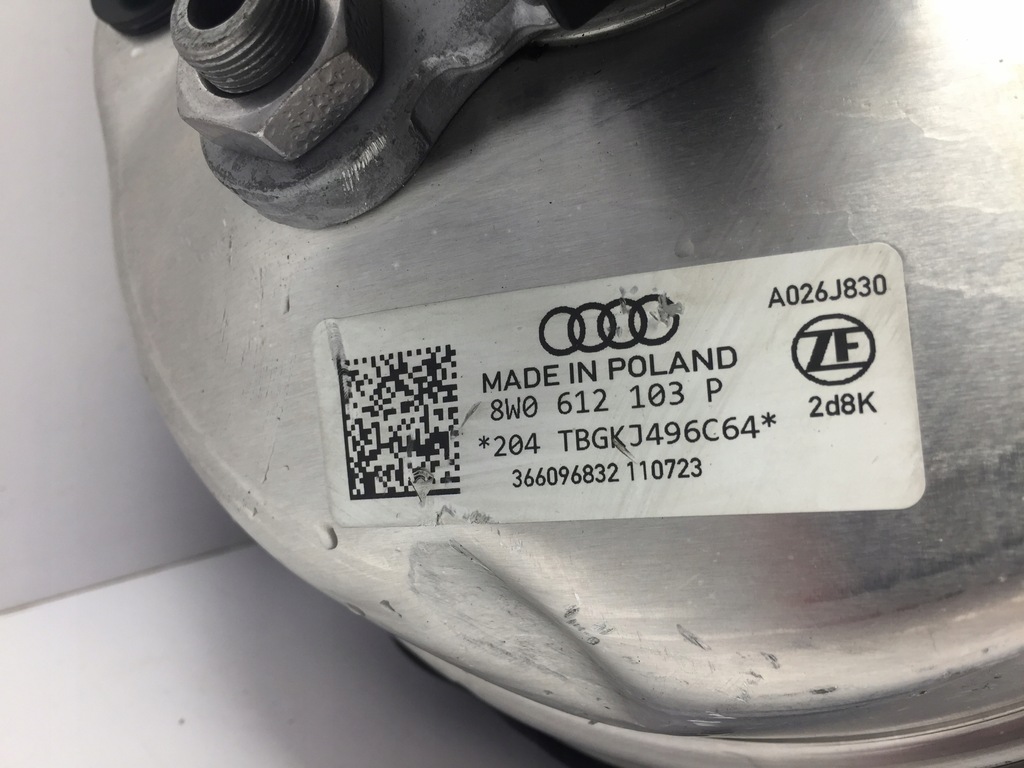 A026J830
MADE IN POLAND
ZF
8W0 612 103 P
2d8K
*204 TBGKJ496C64*
366096832 110723